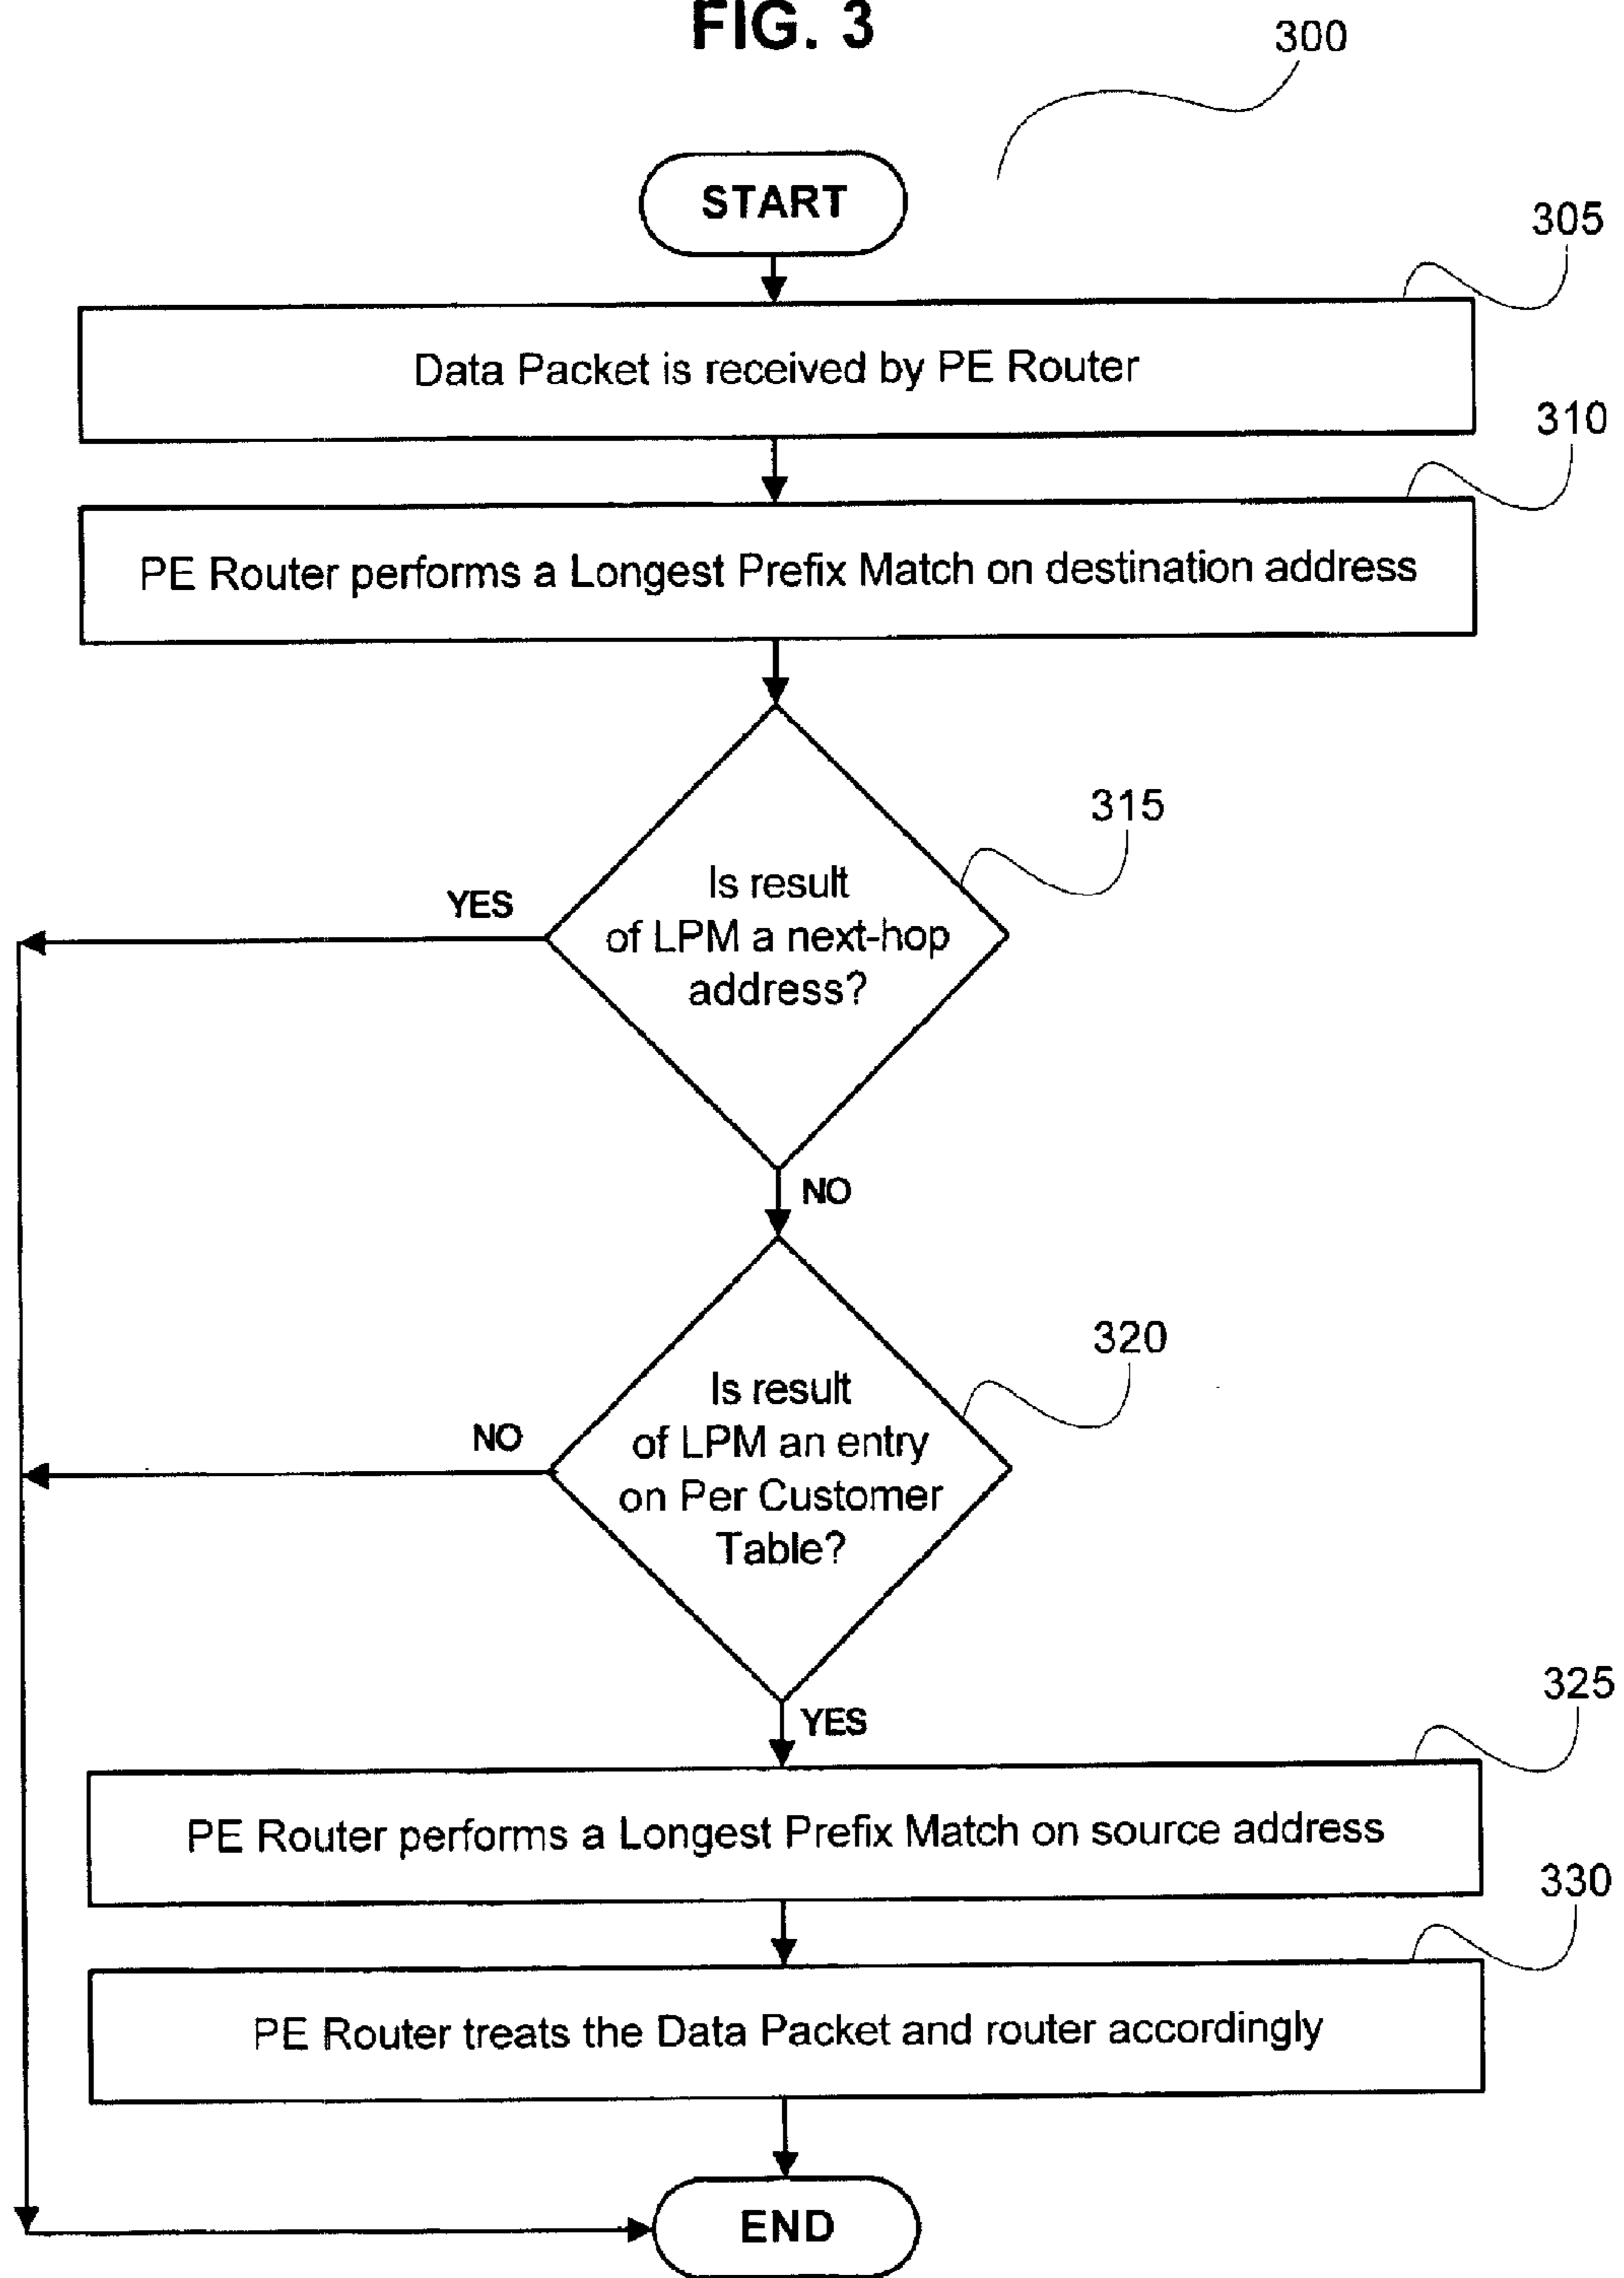 FIG. 3
300
START
305
Data Packet is received by PE Router
310
PE Router performs a Longest Prefix Match on destination address
315
Is result
of LPM a next-hop
address?
YES
NO
320
Is result
of LPM an entry
on Per Customer
Table?
NO
YES
325
PE Router performs a Longest Prefix Match on source address
330
PE Router treats the Data Packet and router accordingly
END